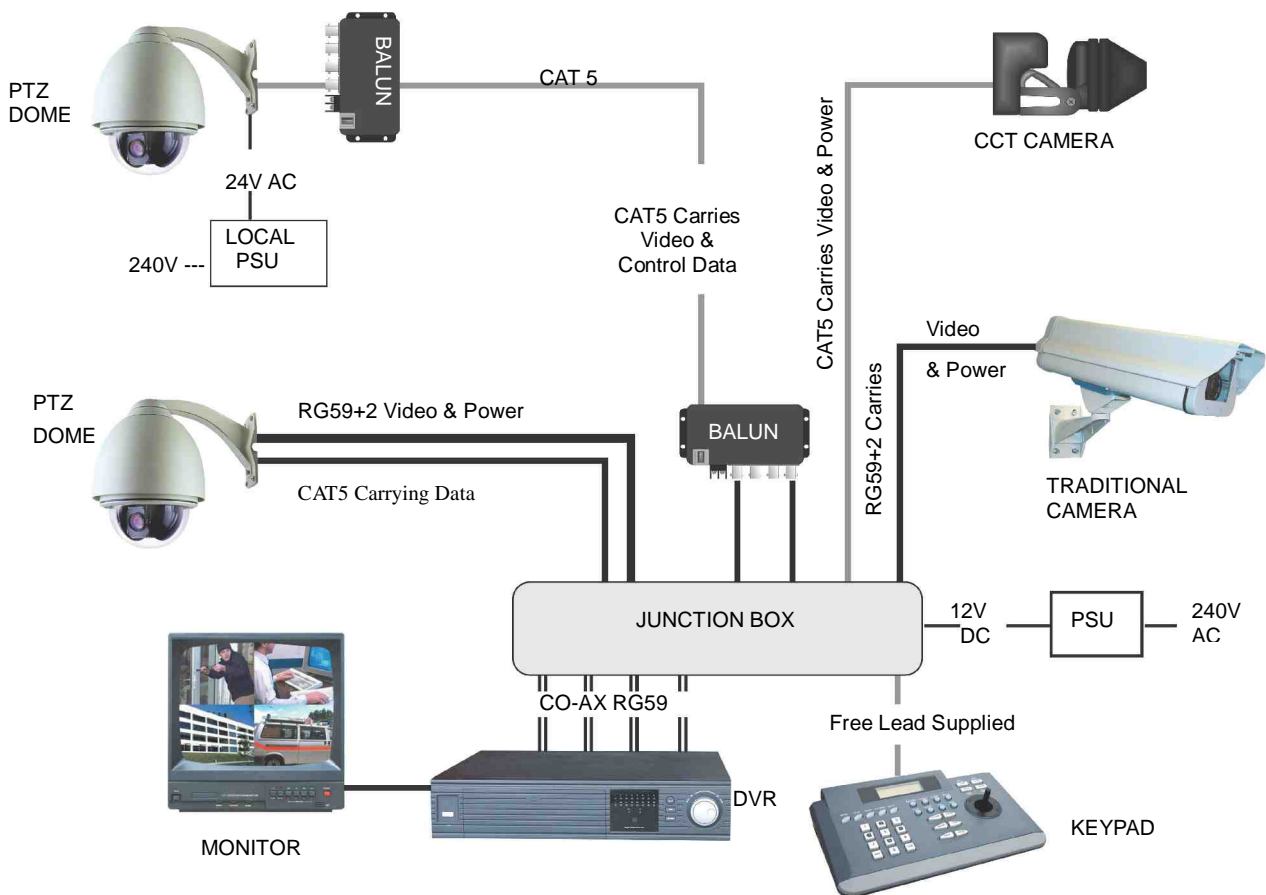 PTZ
DOME
BALUN
CAT 5
24V AC
LOCAL
PSU
240V ---
CAT5 Carries
Video &
Control Data
CAT5 Carries Video & Power
CCT CAMERA
Video
& Power
RG59+2 Carries
TRADITIONAL
CAMERA
PTZ
DOME
RG59+2 Video & Power
CAT5 Carrying Data
BALUN
JUNCTION BOX
12V
DC
PSU
240V
AC
CO-AX RG59
Free Lead Supplied
DVR
MONITOR
KEYPAD